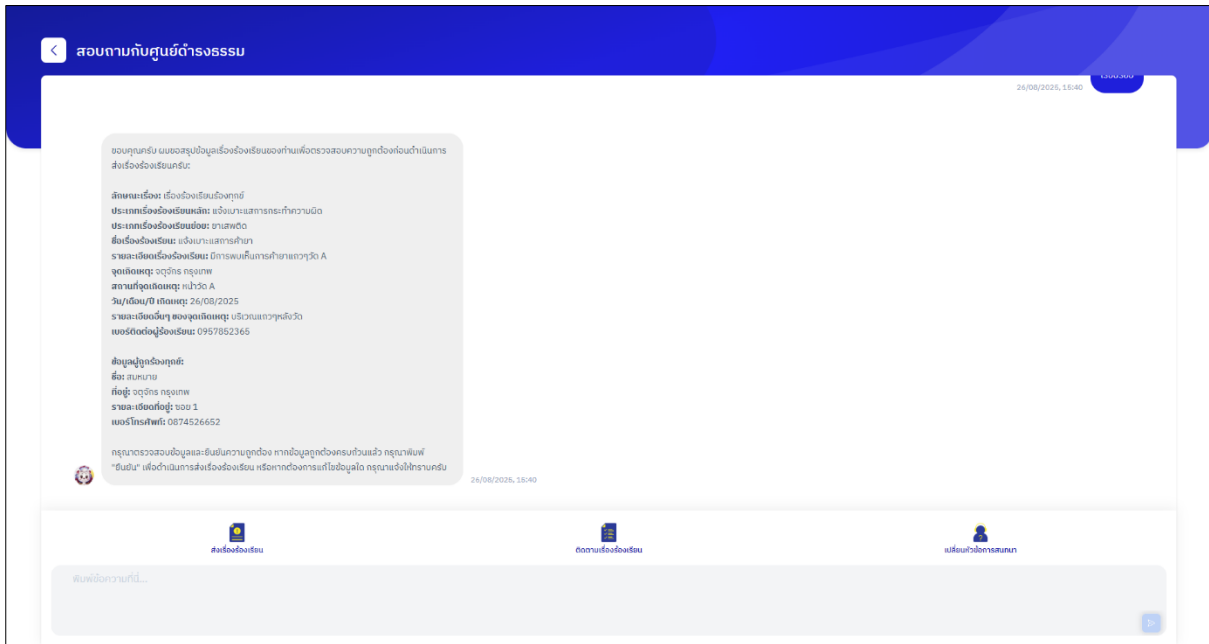 สอบถามกับศูนย์ดำรงธรรม
เรียบร้อย
26/08/2025, 15:40
ขอบคุณครับ ผมขอสรุปข้อมูลเรื่องร้องเรียนของท่านเพื่อตรวจสอบความถูกต้องก่อนดำเนินการ
ส่งเรื่องร้องเรียนครับ:
ลักษณะเรื่อง: เรื่องร้องเรียนร้องทุกข์
ประเภทเรื่องร้องเรียนหลัก: แจ้งเบาะแสการกระทำความผิด
ประเภทเรื่องร้องเรียนย่อย: ยาเสพติด
ชื่อเรื่องร้องเรียน: แจ้งเบาะแสการค้ายา
รายละเอียดเรื่องร้องเรียน: มีการพบเห็นการค้ายาแถวๆวัด A
จุดเกิดเหตุ: จตุจักร กรุงเทพ
สถานที่จุดเกิดเหตุ: หน้าวัด A
วัน/เดือน/ปี เกิดเหตุ: 26/08/2025
รายละเอียดอื่นๆ ของจุดเกิดเหตุ: บริเวณแถวๆหลังวัด
เบอร์ติดต่อผู้ร้องเรียน: 0957852365
ข้อมูลผู้ถูกร้องทุกข์:
ชื่อ: สมหมาย
ที่อยู่: จตุจักร กรุงเทพ
รายละเอียดที่อยู่: ซอย 1
เบอร์โทรศัพท์: 0874526652
กรุณาตรวจสอบข้อมูลและยืนยันความถูกต้อง หากข้อมูลถูกต้องครบถ้วนแล้ว กรุณาพิมพ์
"ยืนยัน" เพื่อดำเนินการส่งเรื่องร้องเรียน หรือหากต้องการแก้ไขข้อมูลใด กรุณาแจ้งให้ทราบครับ
26/08/2025, 15:40
ส่งเรื่องร้องเรียน
ติดตามเรื่องร้องเรียน
เปลี่ยนหัวข้อการสนทนา
พิมพ์ข้อความที่นี่...